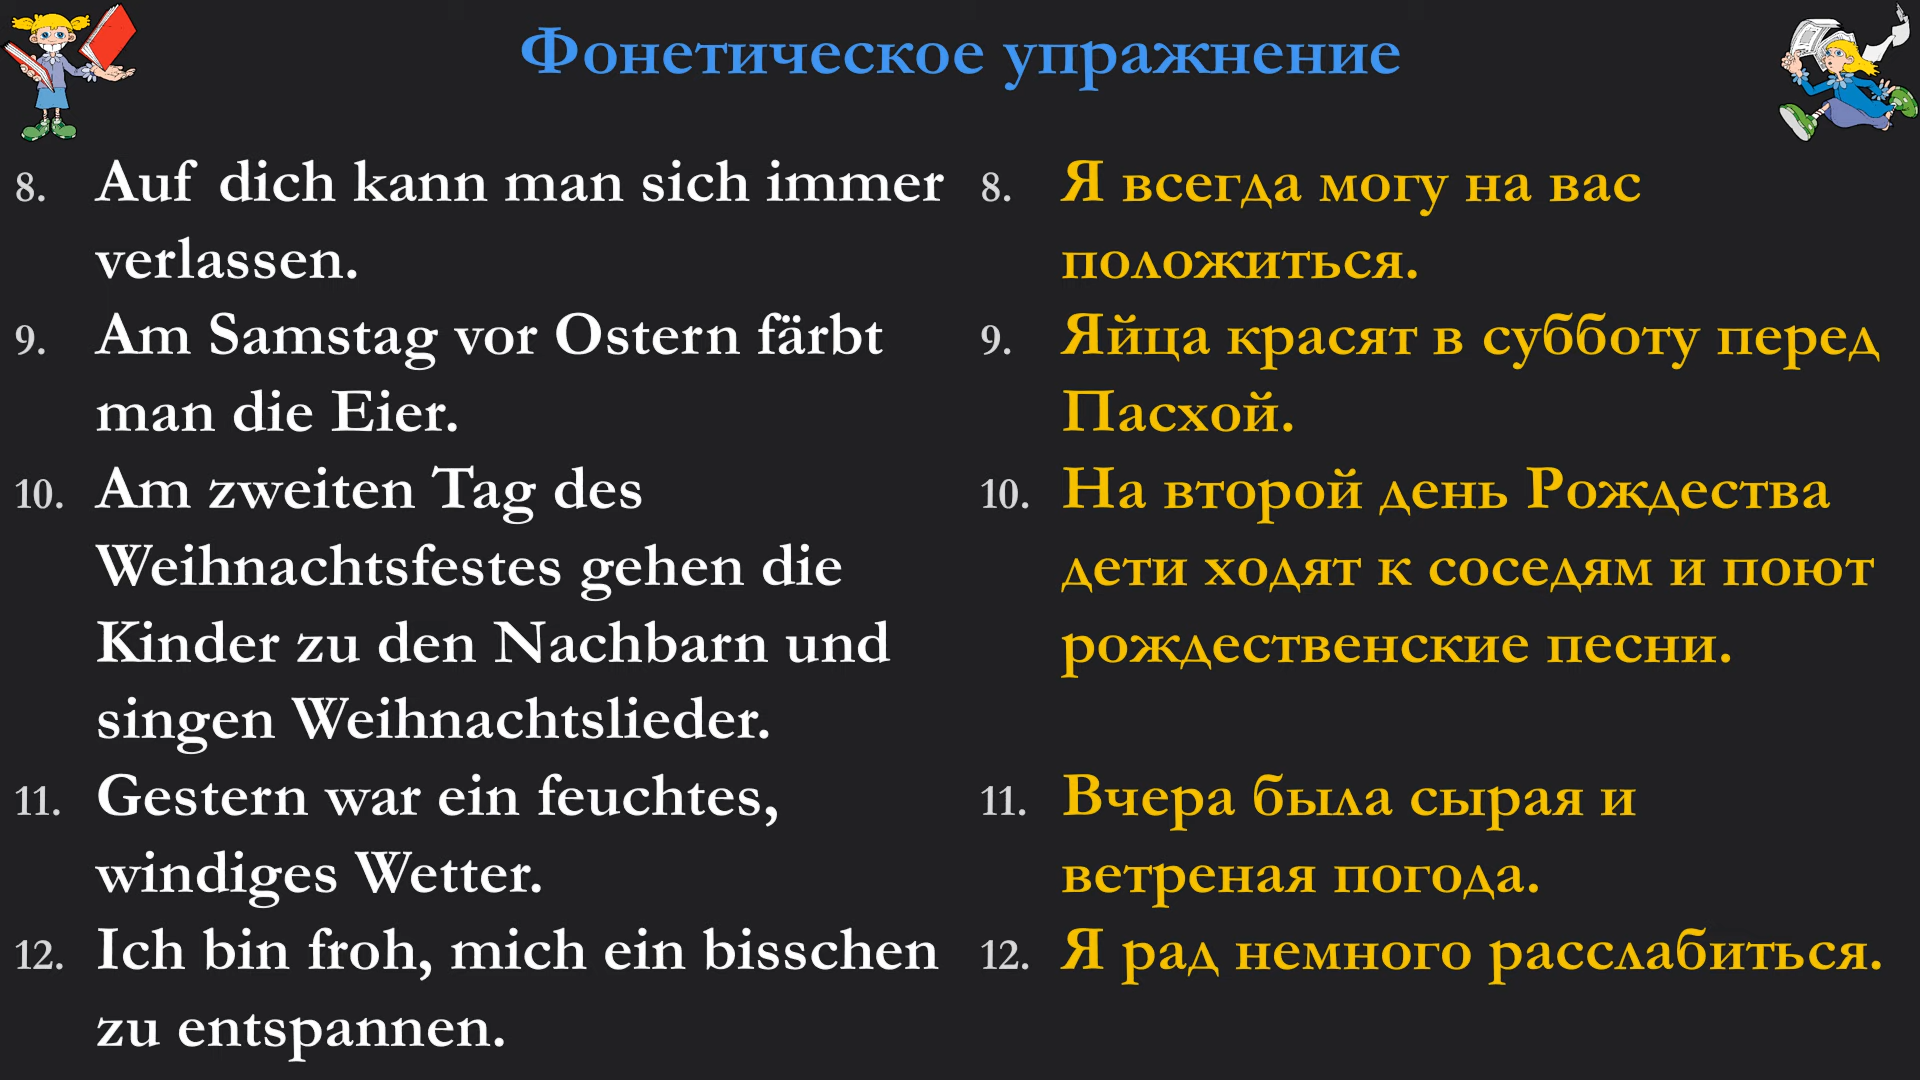 Фонетическое упражнение
8. Auf dich kann man sich immer
verlassen.
9. Am Samstag vor Ostern färbt
man die Eier.
10. Am zweiten Tag des
Weihnachtsfestes gehen die
Kinder zu den Nachbarn und
singen Weihnachtslieder.
11. Gestern war ein feuchtes,
windiges Wetter.
12. Ich bin froh, mich ein bisschen
zu entspannen.
8. Я всегда могу на вас
положиться.
9. Яйца красят в субботу перед
Пасхой.
10. На второй день Рождества
дети ходят к соседям и поют
рождественские песни.
11. Вчера была сырая и
ветреная погода.
12. Я рад немного расслабиться.